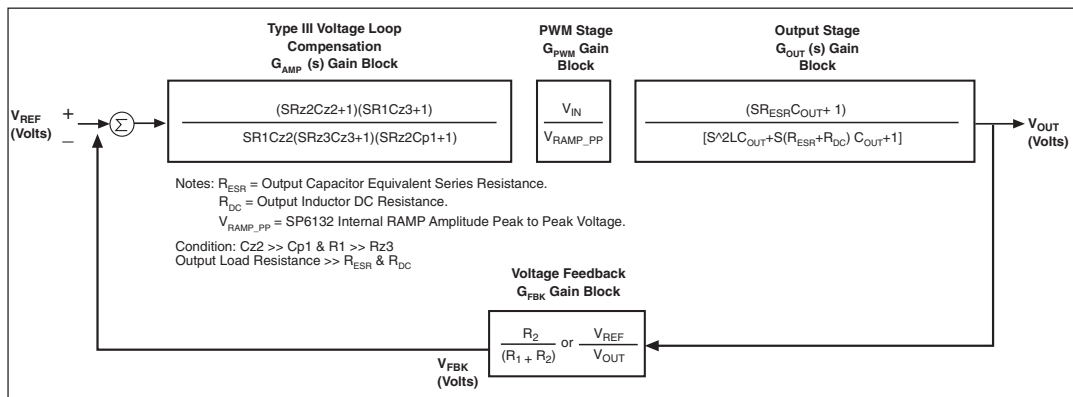 Type III Voltage Loop
Compensation
G_AMP (s) Gain Block
PWM Stage
G_PWM Gain
Block
Output Stage
G_OUT (s) Gain
Block
V_REF
(Volts)
+
−
Σ
(SRz2Cz2+1)(SR1Cz3+1)
SR1Cz2(SRz3Cz3+1)(SRz2Cp1+1)
V_IN
V_RAMP_PP
(SR_ESRC_OUT+ 1)
[S^2LC_OUT+S(R_ESR+R_DC) C_OUT+1]
V_OUT
(Volts)
Notes: R_ESR = Output Capacitor Equivalent Series Resistance.
R_DC = Output Inductor DC Resistance.
V_RAMP_PP = SP6132 Internal RAMP Amplitude Peak to Peak Voltage.
Condition: Cz2 >> Cp1 & R1 >> Rz3
Output Load Resistance >> R_ESR & R_DC
Voltage Feedback
G_FBK Gain Block
R_2
(R_1 + R_2)
or
V_REF
V_OUT
V_FBK
(Volts)